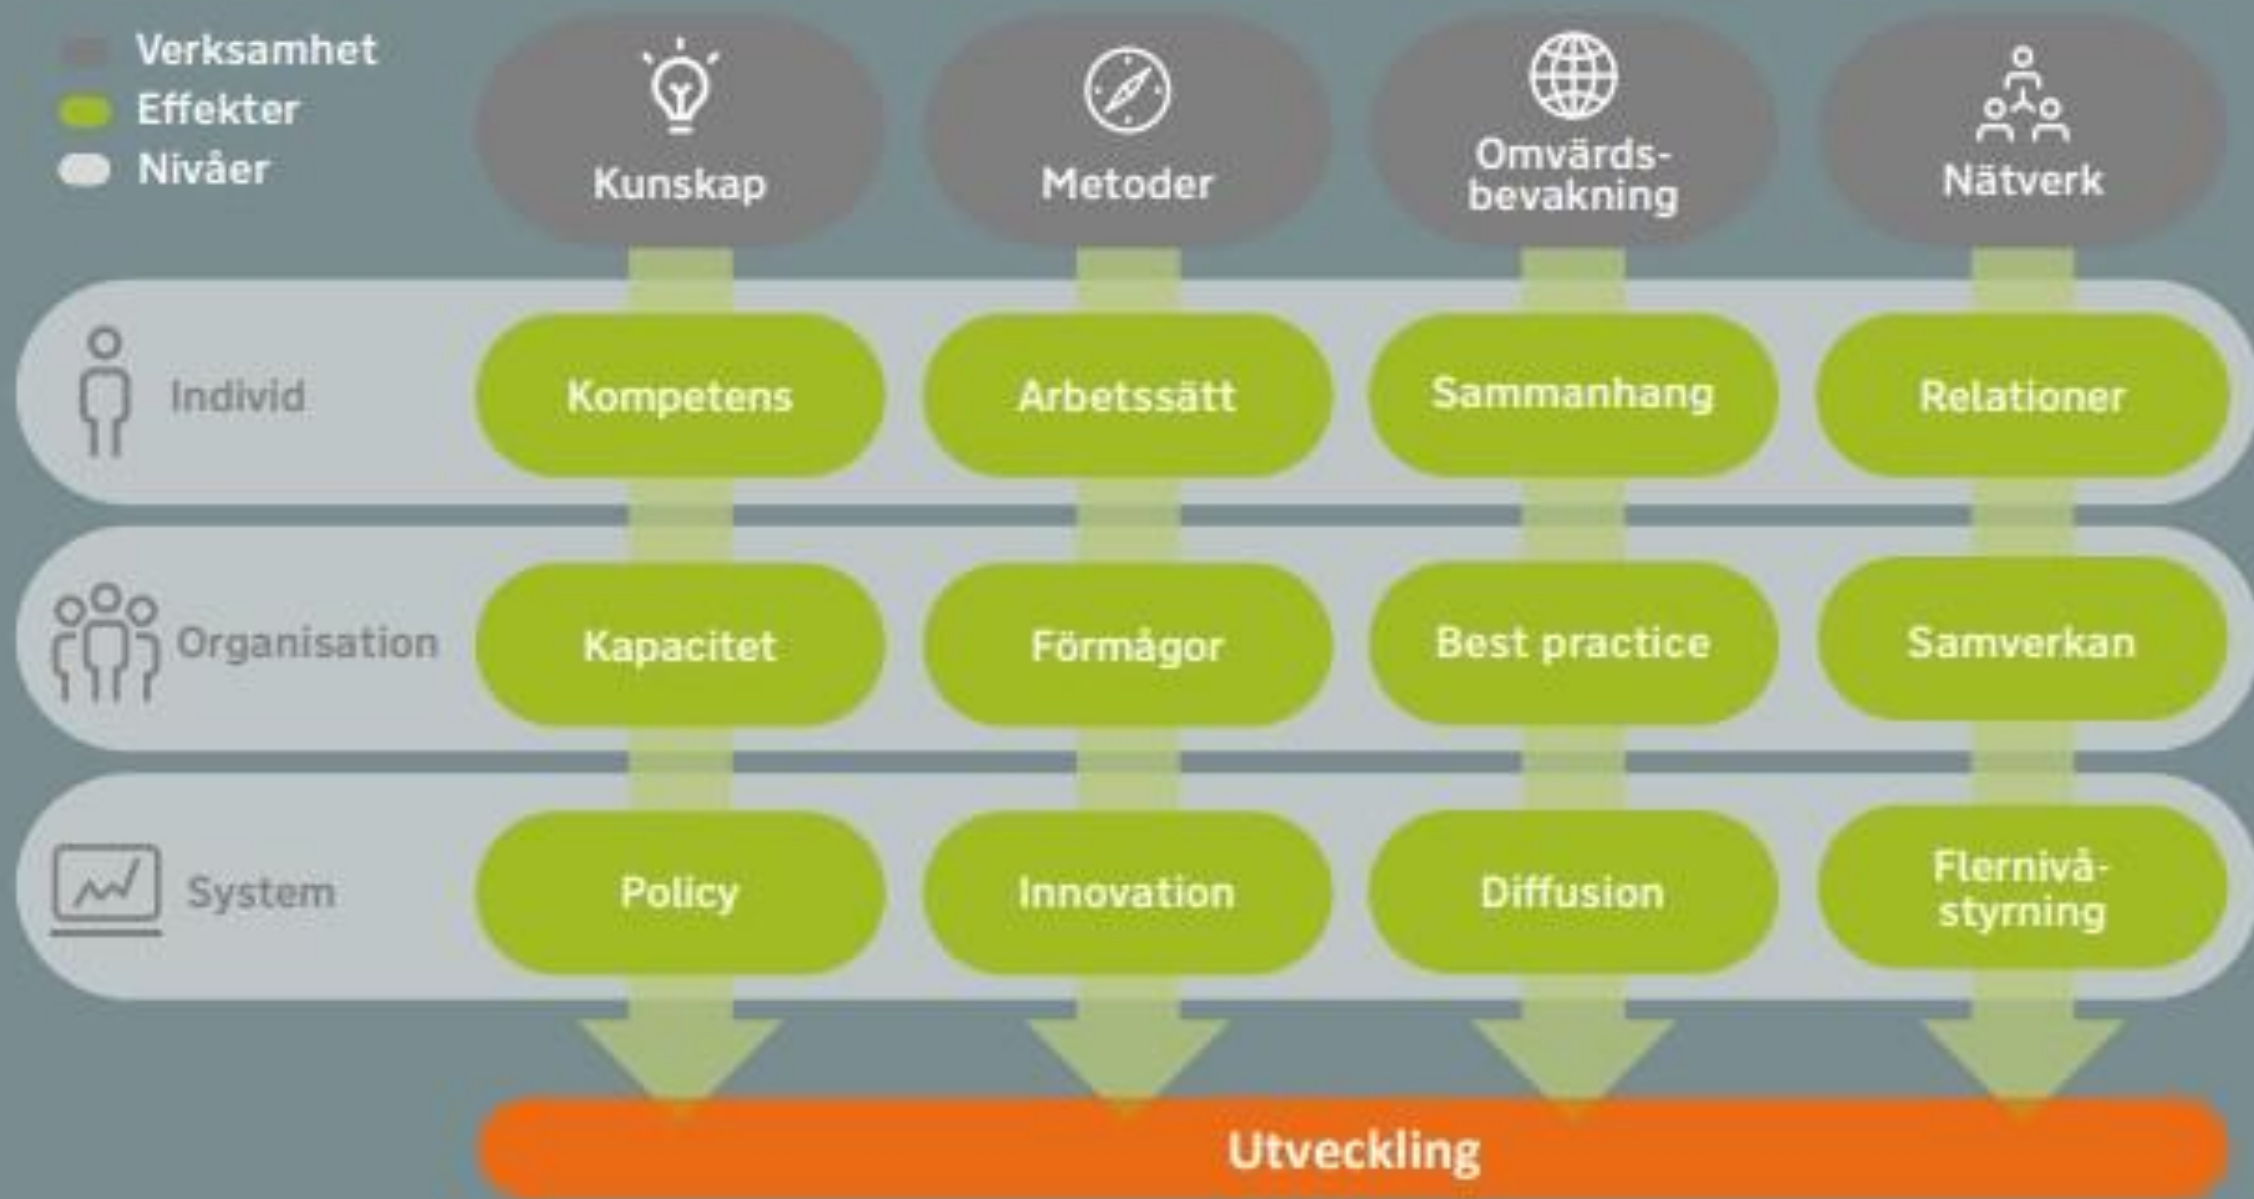 Verksamhet
Effekter
Nivåer
Kunskap
Metoder
Omvärds-
bevakning
Nätverk
Individ
Kompetens
Arbetssätt
Sammanhang
Relationer
Organisation
Kapacitet
Förmågor
Best practice
Samverkan
System
Policy
Innovation
Diffusion
Flernivå-
styrning
Utveckling